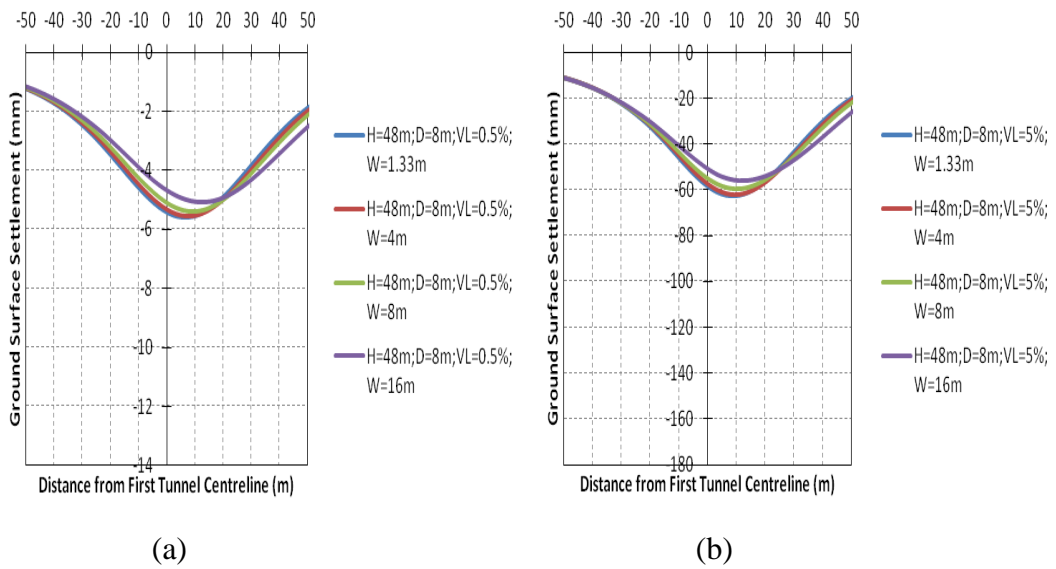 -50 -40 -30 -20 -10 0 10 20 30 40 50
0
-2
-4
-6
-8
-10
-12
-14
Ground Surface Settlement (mm)
Distance from First Tunnel Centreline (m)
H=48m;D=8m;VL=0.5%;
W=1.33m
H=48m;D=8m;VL=0.5%;
W=4m
H=48m;D=8m;VL=0.5%;
W=8m
H=48m;D=8m;VL=0.5%;
W=16m
(a)
-50 -40 -30 -20 -10 0 10 20 30 40 50
0
-20
-40
-60
-80
-100
-120
-140
-160
-180
Ground Surface Settlement (mm)
Distance from First Tunnel Centreline (m)
H=48m;D=8m;VL=5%;
W=1.33m
H=48m;D=8m;VL=5%;
W=4m
H=48m;D=8m;VL=5%;
W=8m
H=48m;D=8m;VL=5%;
W=16m
(b)